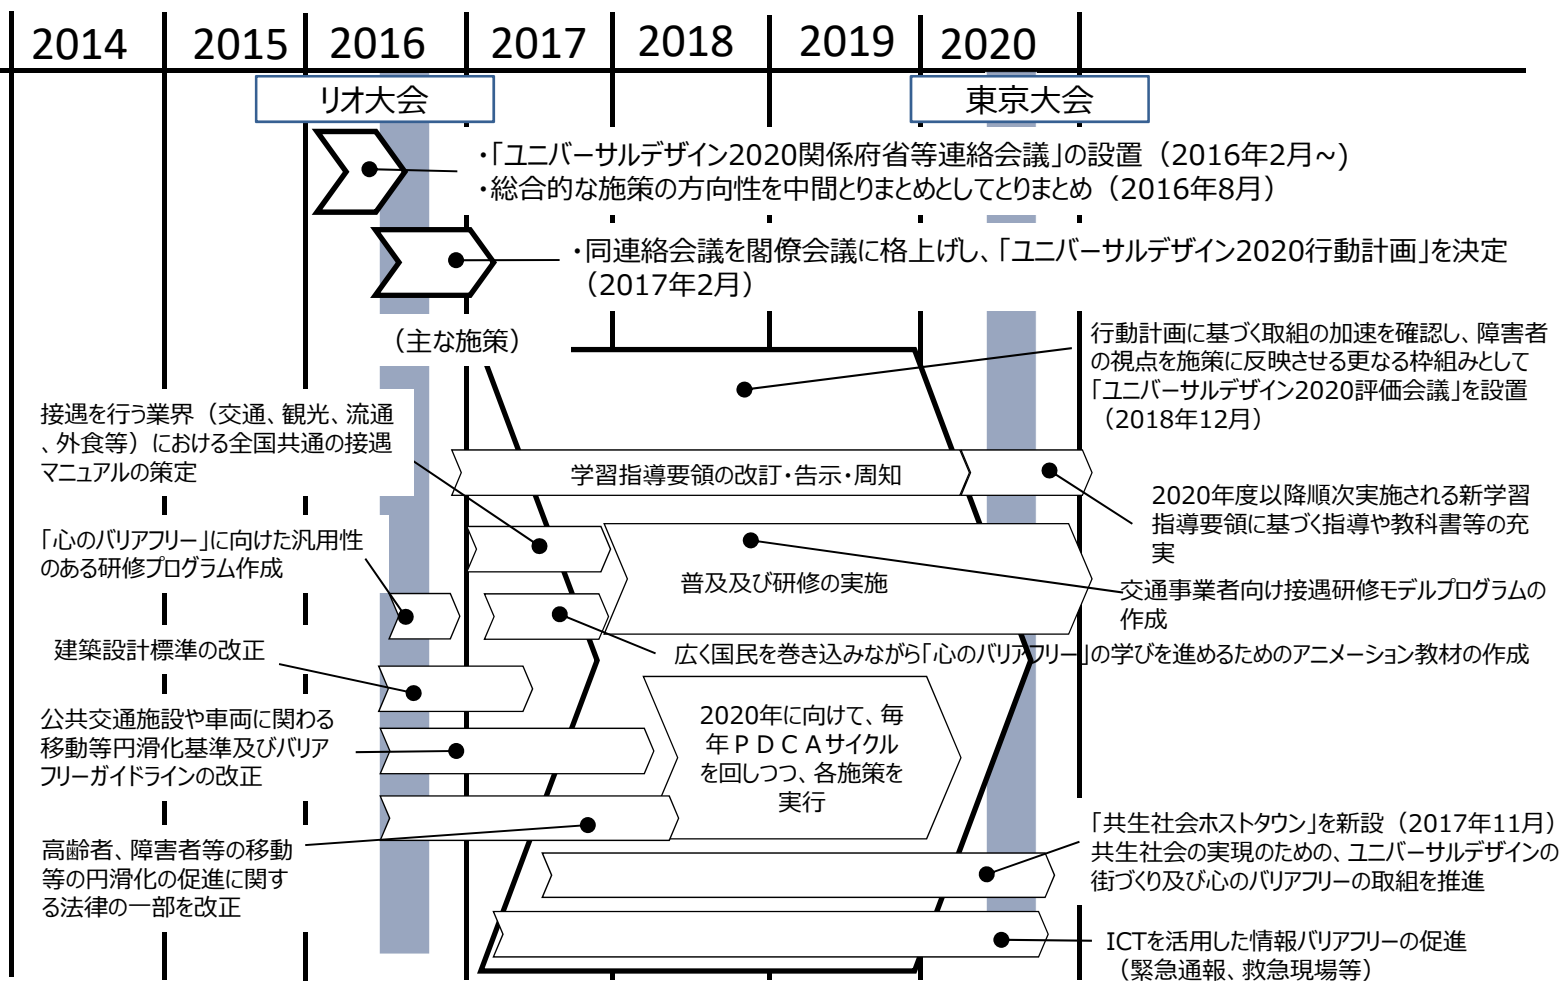 2014 2015 2016 2017 2018 2019 2020
リオ大会
東京大会
・「ユニバーサルデザイン2020関係府省等連絡会議」の設置（2016年2月~)
・総合的な施策の方向性を中間とりまとめとしてとりまとめ（2016年8月）
・同連絡会議を閣僚会議に格上げし、「ユニバーサルデザイン2020行動計画」を決定
（2017年2月）
（主な施策）
行動計画に基づく取組の加速を確認し、障害者
の視点を施策に反映させる更なる枠組みとして
「ユニバーサルデザイン2020評価会議」を設置
（2018年12月）
接遇を行う業界（交通、観光、流通
、外食等）における全国共通の接遇
マニュアルの策定
学習指導要領の改訂・告示・周知
2020年度以降順次実施される新学習
指導要領に基づく指導や教科書等の充
実
「心のバリアフリー」に向けた汎用性
のある研修プログラム作成
普及及び研修の実施
交通事業者向け接遇研修モデルプログラムの
作成
建築設計標準の改正
広く国民を巻き込みながら「心のバリアフリー」の学びを進めるためのアニメーション教材の作成
公共交通施設や車両に関わる
移動等円滑化基準及びバリア
フリーガイドラインの改正
2020年に向けて、毎
年ＰＤＣＡサイクル
を回しつつ、各施策を
実行
高齢者、障害者等の移動
等の円滑化の促進に関す
る法律の一部を改正
「共生社会ホストタウン」を新設（2017年11月）
共生社会の実現のための、ユニバーサルデザインの
街づくり及び心のバリアフリーの取組を推進
ICTを活用した情報バリアフリーの促進
（緊急通報、救急現場等）